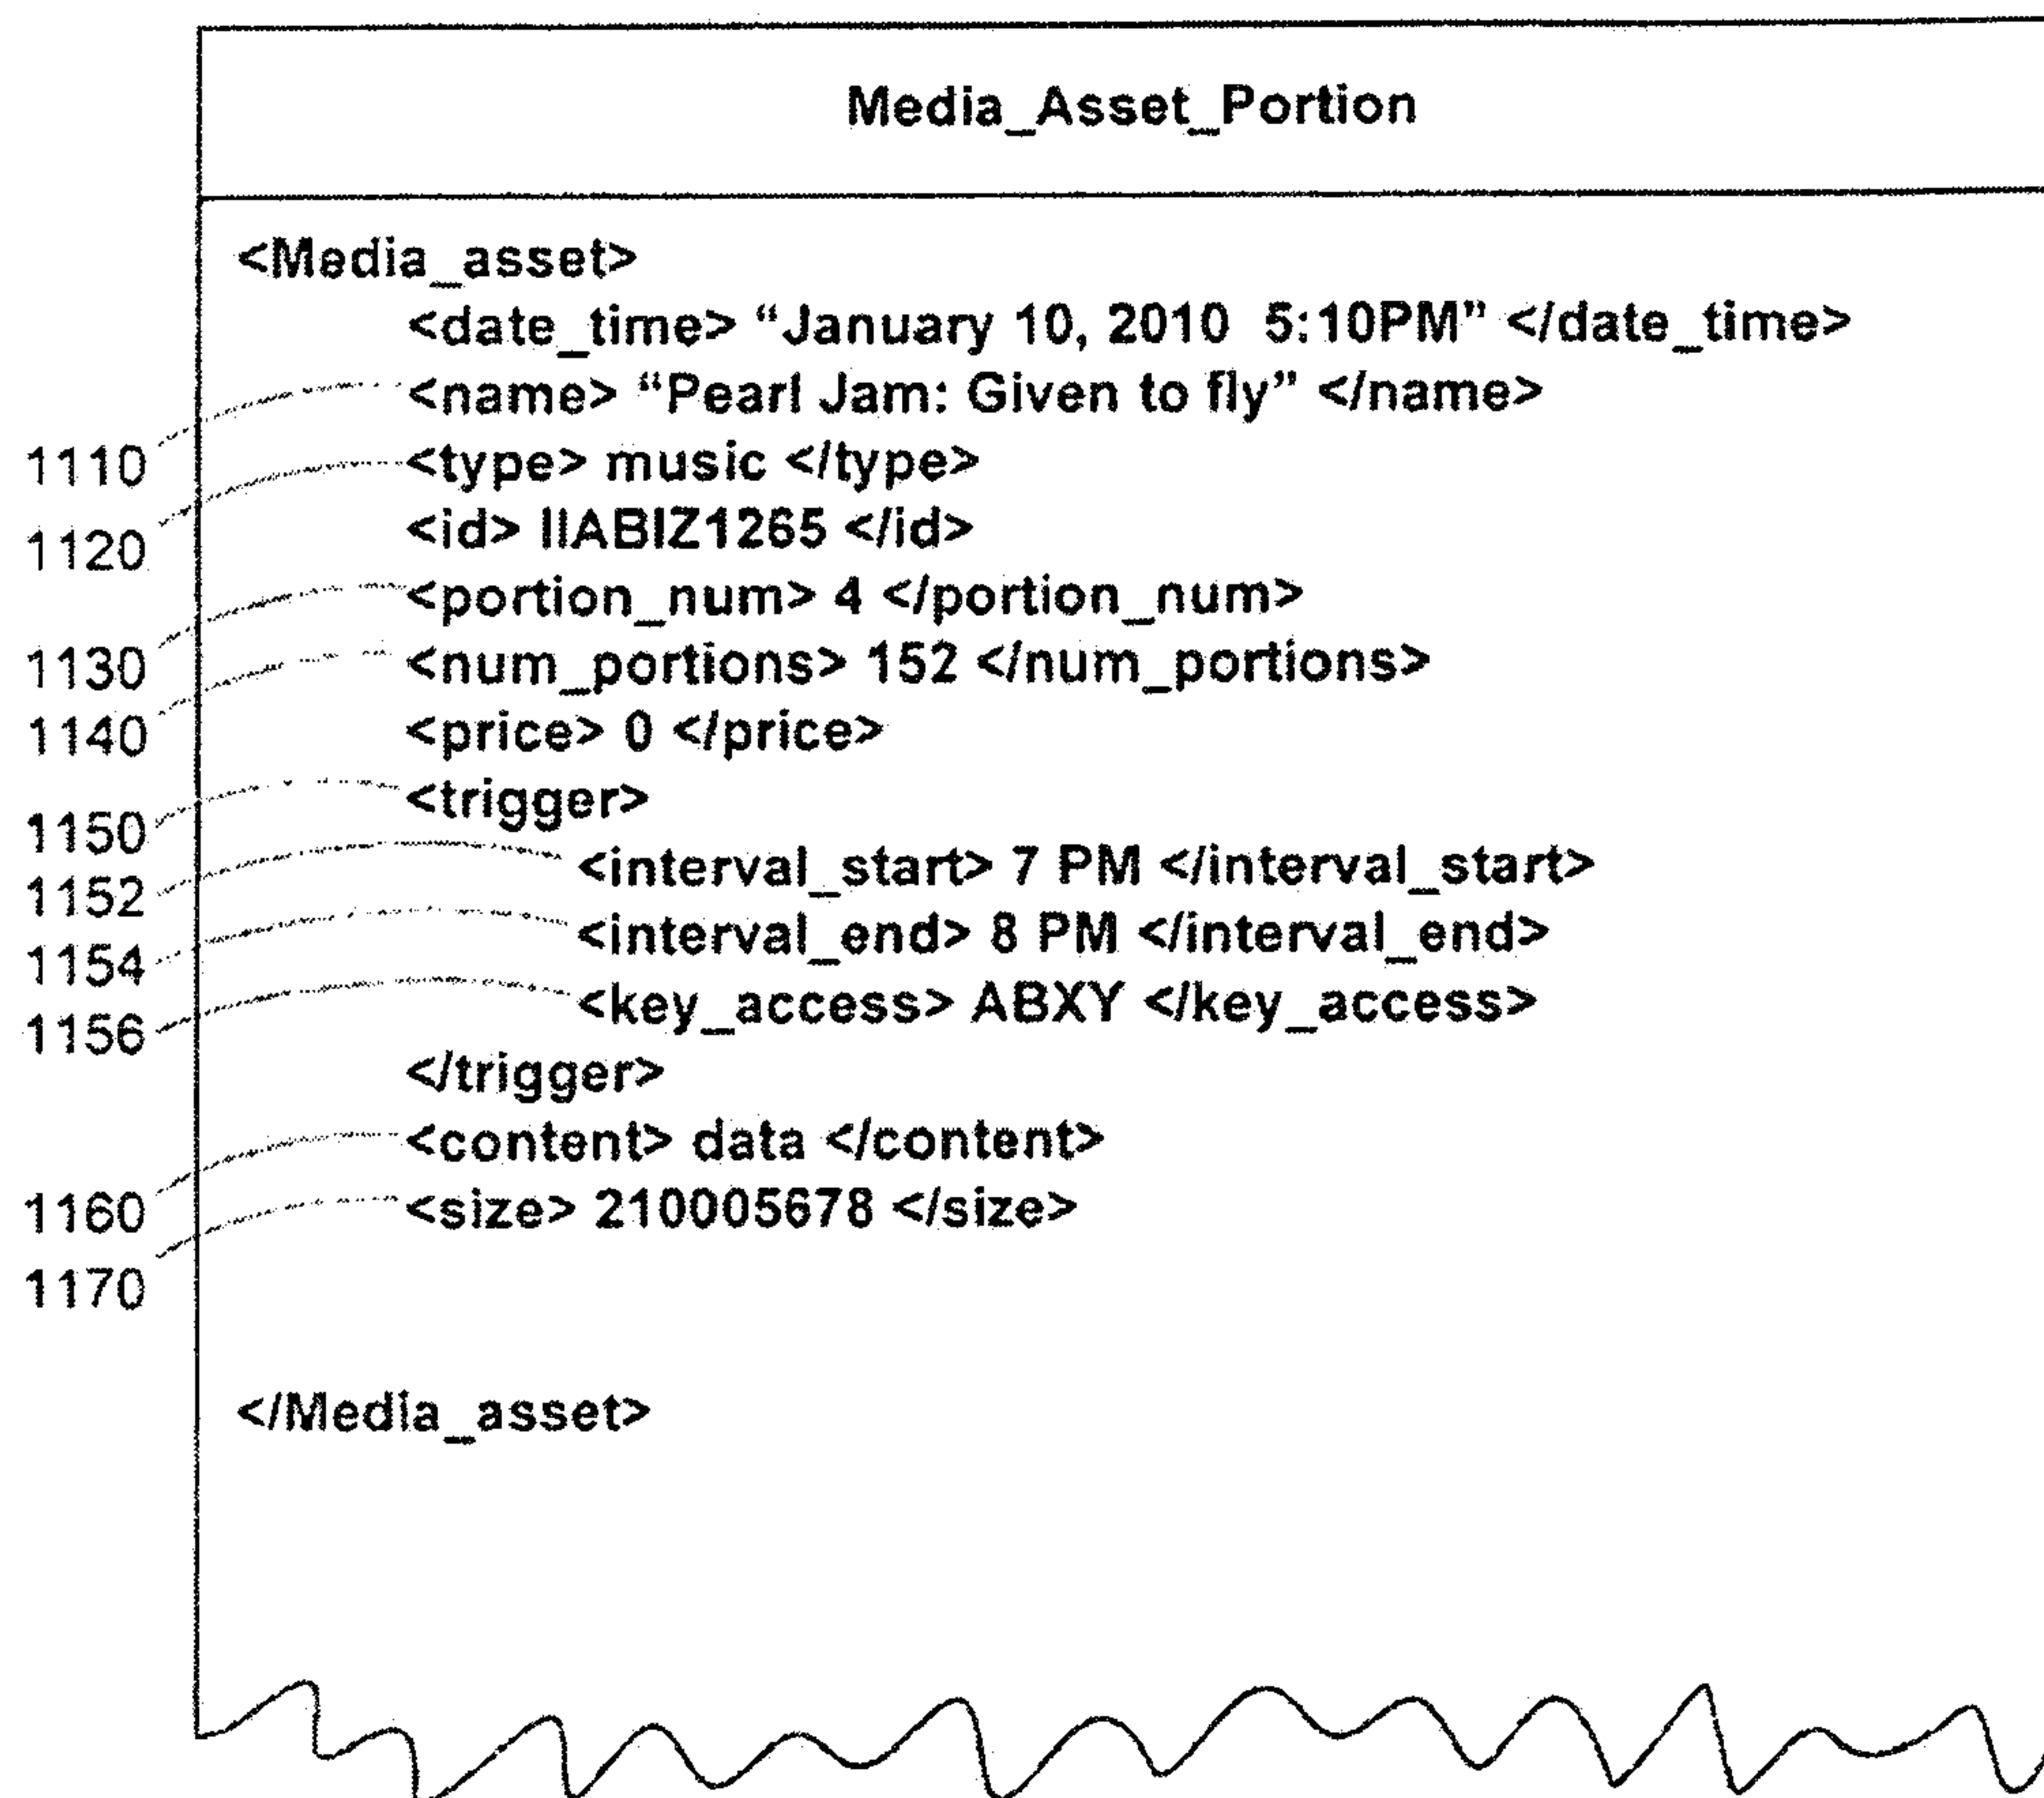 Media_Asset_Portion
<Media_asset>
<date_time> “January 10, 2010  5:10PM” </date_time>
<name> “Pearl Jam: Given to fly” </name>
1110
<type> music </type>
1120
<id> IIABIZ1265 </id>
<portion_num> 4 </portion_num>
1130
<num_portions> 152 </num_portions>
1140
<price> 0 </price>
<trigger>
1150
<interval_start> 7 PM </interval_start>
1152
<interval_end> 8 PM </interval_end>
1154
<key_access> ABXY </key_access>
1156
</trigger>
<content> data </content>
1160
<size> 210005678 </size>
1170
</Media_asset>